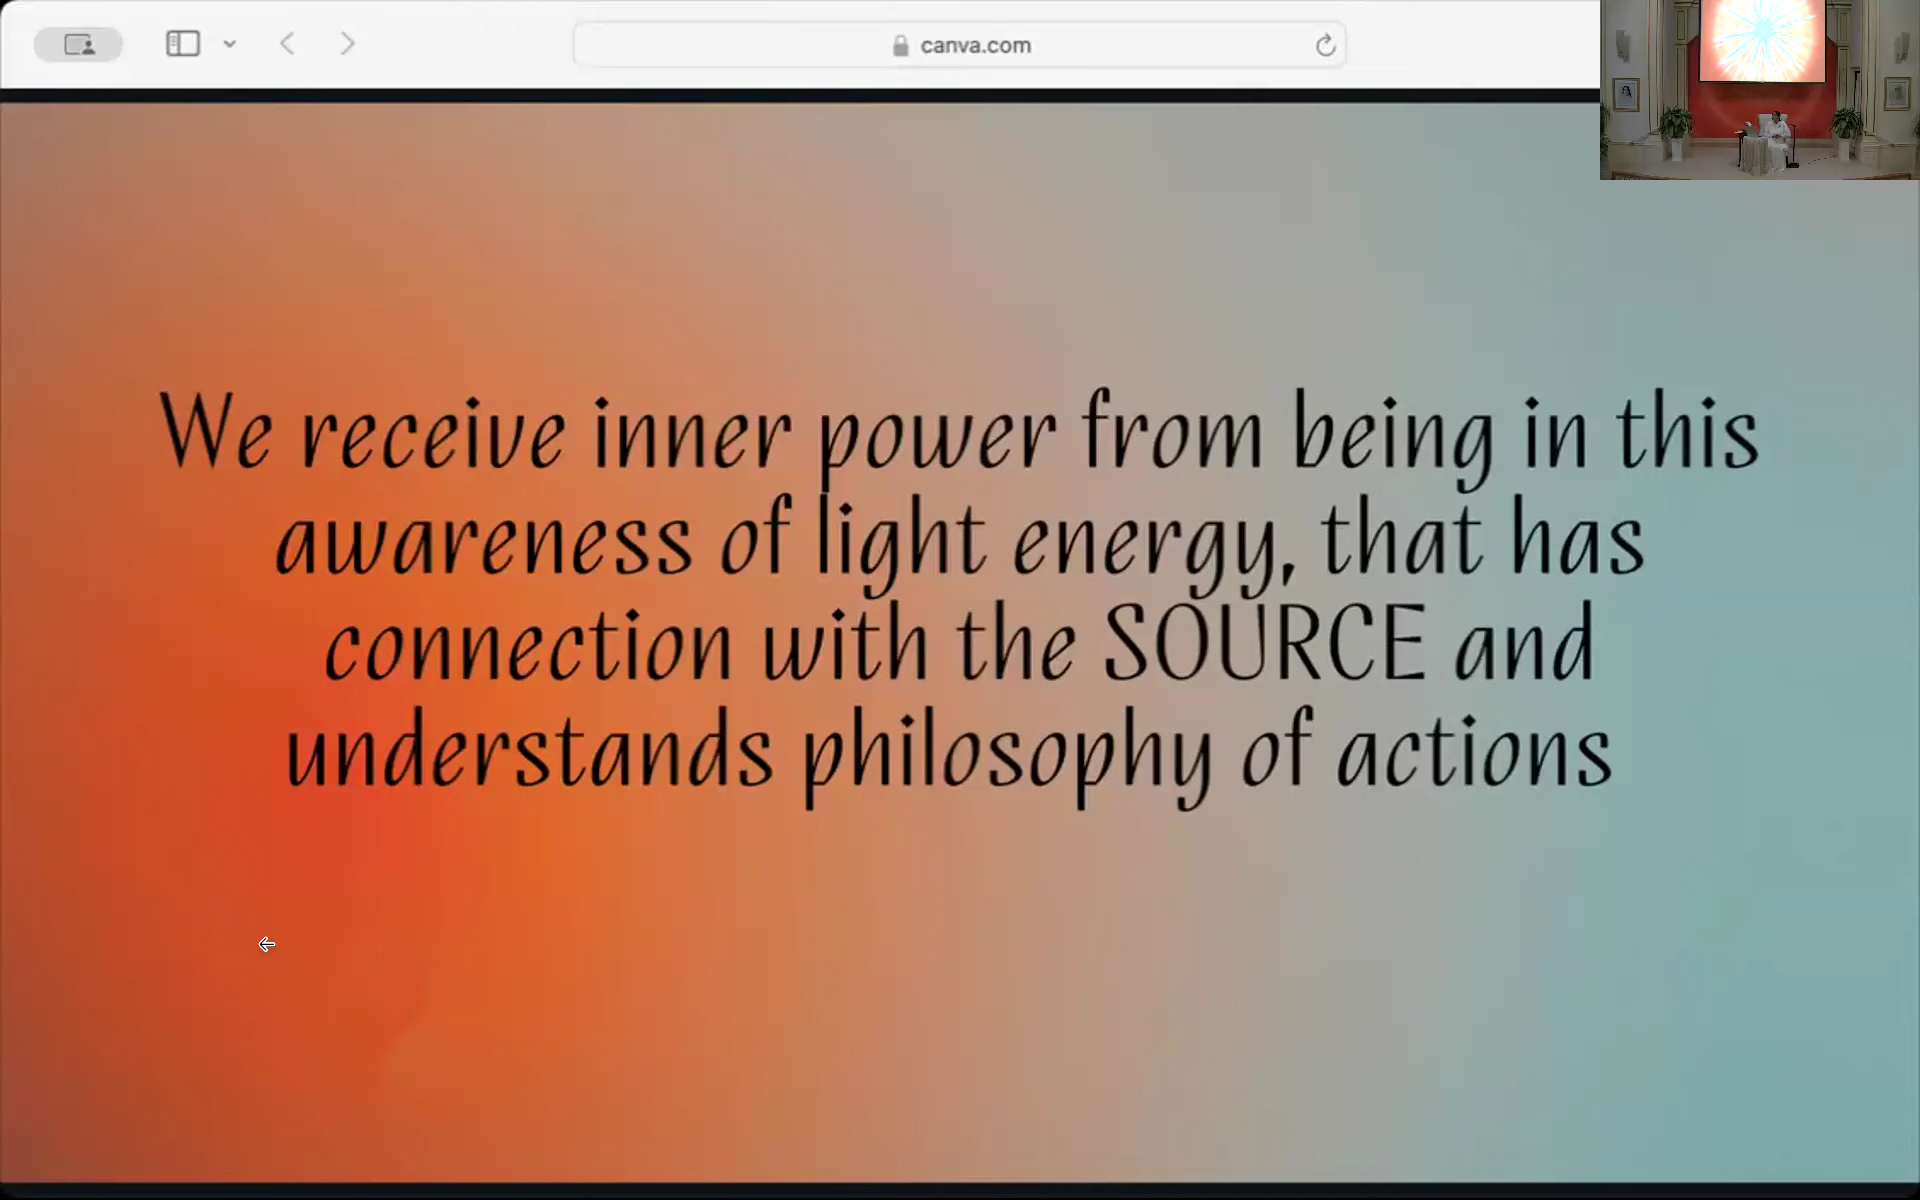 canva.com
We receive inner power from being in this
awareness of light energy, that has
connection with the SOURCE and
understands philosophy of actions